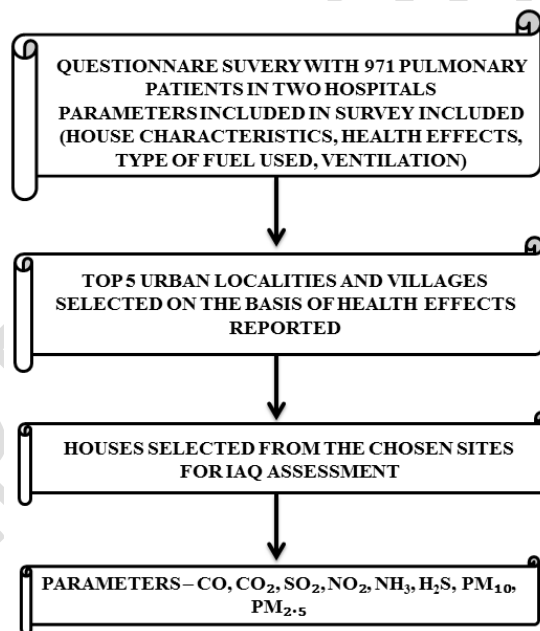 QUESTIONNARE SUVERY WITH 971 PULMONARY
PATIENTS IN TWO HOSPITALS
PARAMETERS INCLUDED IN SURVEY INCLUDED
(HOUSE CHARACTERISTICS, HEALTH EFFECTS,
TYPE OF FUEL USED, VENTILATION)
TOP 5 URBAN LOCALITIES AND VILLAGES
SELECTED ON THE BASIS OF HEALTH EFFECTS
REPORTED
HOUSES SELECTED FROM THE CHOSEN SITES
FOR IAQ ASSESSMENT
PARAMETERS – CO, CO₂, SO₂, NO₂, NH₃, H₂S, PM₁₀,
PM₂.₅